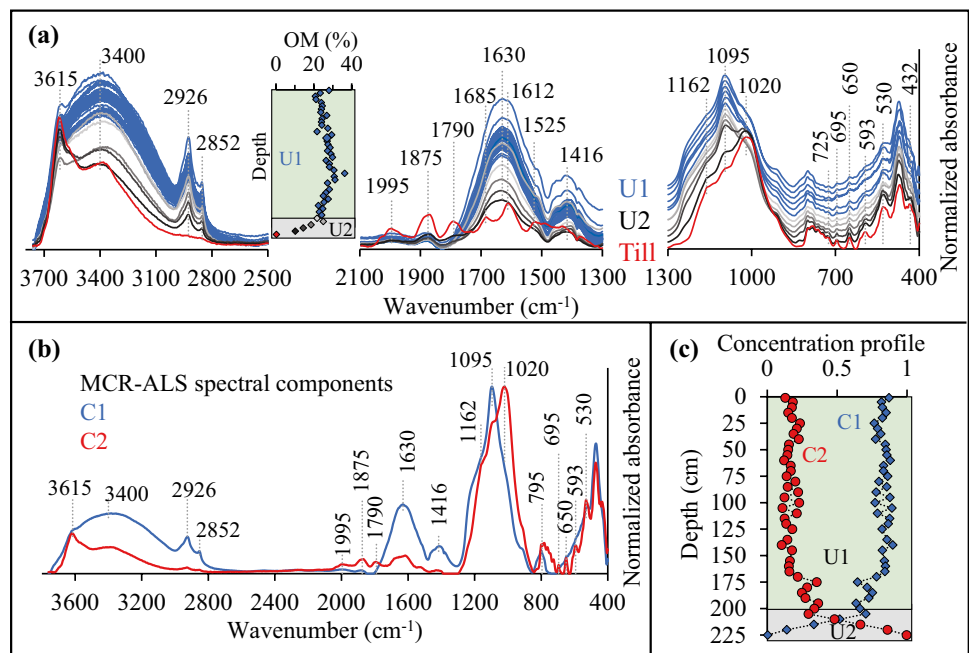 (a)
3615
3400
2926
2852
OM (%)
0 20 40
Depth
U1
U2
1630
1685
1612
1790
1525
1875
1416
1995
1095
1162
1020
650
530
432
725
695
593
U1
U2
Till
Normalized absorbance
3700 3400 3100 2800 2500
2100 1900 1700 1500 1300
1300 1000 700 400
Wavenumber (cm-1)
Wavenumber (cm-1)
(b)
MCR-ALS spectral components
C1
C2
3615
3400
2926
2852
1995
1875
1790
1630
1416
1162
1095
1020
795
695
650
593
530
Normalized absorbance
3600 3200 2800 2400 2000 1600 1200 800 400
Wavenumber (cm-1)
(c)
Concentration profile
0 0.5 1
0
25
50
75
100
125
150
175
200
225
Depth (cm)
C1
C2
U1
U2